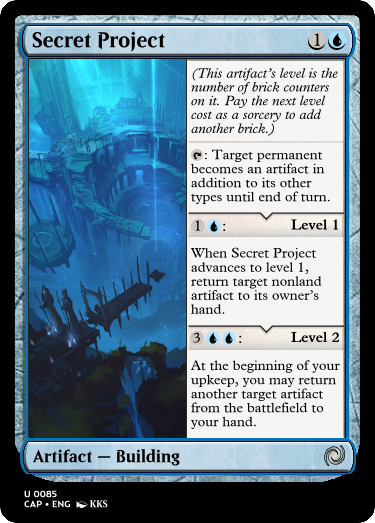 Secret Project 1
(This artifact's level is the
number of brick counters
on it. Pay the next level
cost as a sorcery to add
another brick.)
: Target permanent
becomes an artifact in
addition to its other
types until end of turn.
1 : Level 1
When Secret Project
advances to level 1,
return target nonland
artifact to its owner's
hand.
3 : Level 2
At the beginning of your
upkeep, you may return
another target artifact
from the battlefield to
your hand.
Artifact — Building
U 0085
CAP • ENG KKS